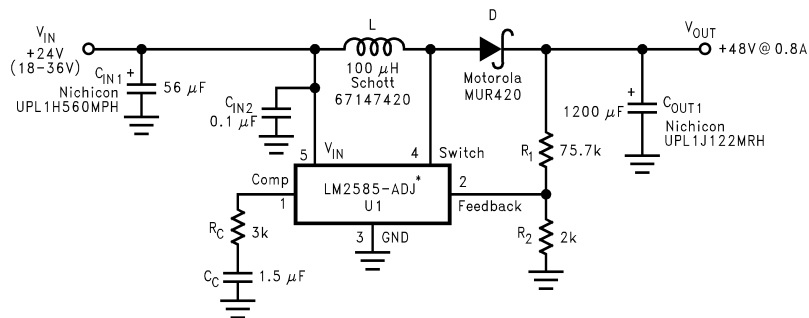 V_IN
+24V
(18-36V)
C_IN1 +
56 µF
Nichicon
UPL1H560MPH
C_IN2
0.1 µF
L
100 µH
Schott
67147420
D
Motorola
MUR420
V_OUT
+48V @ 0.8A
+
1200 µF
C_OUT1
Nichicon
UPL1J122MRH
R1
75.7k
R2
2k
5
V_IN
4
Switch
Comp
1
LM2585-ADJ*
U1
2
Feedback
3
GND
R_C
3k
C_C
1.5 µF